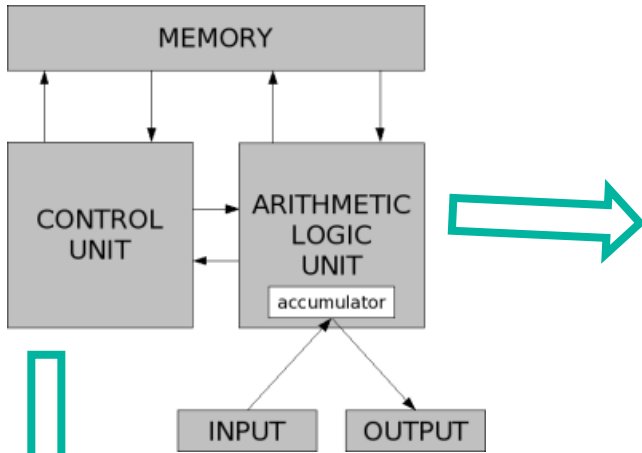 MEMORY
CONTROL
UNIT
ARITHMETIC
LOGIC
UNIT
accumulator
INPUT
OUTPUT